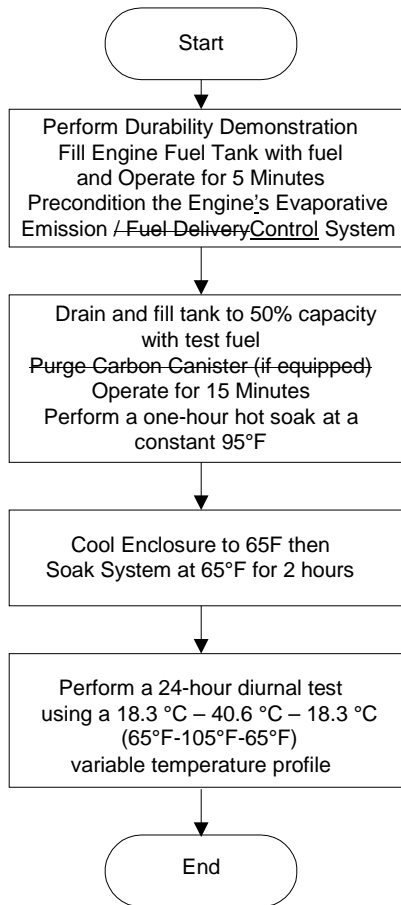 Start
Perform Durability Demonstration
Fill Engine Fuel Tank with fuel
and Operate for 5 Minutes
Precondition the Engine's Evaporative
Emission / Fuel DeliveryControl System
Drain and fill tank to 50% capacity
with test fuel
Purge Carbon Canister (if equipped)
Operate for 15 Minutes
Perform a one-hour hot soak at a
constant 95°F
Cool Enclosure to 65F then
Soak System at 65°F for 2 hours
Perform a 24-hour diurnal test
using a 18.3 °C – 40.6 °C – 18.3 °C
(65°F-105°F-65°F)
variable temperature profile
End